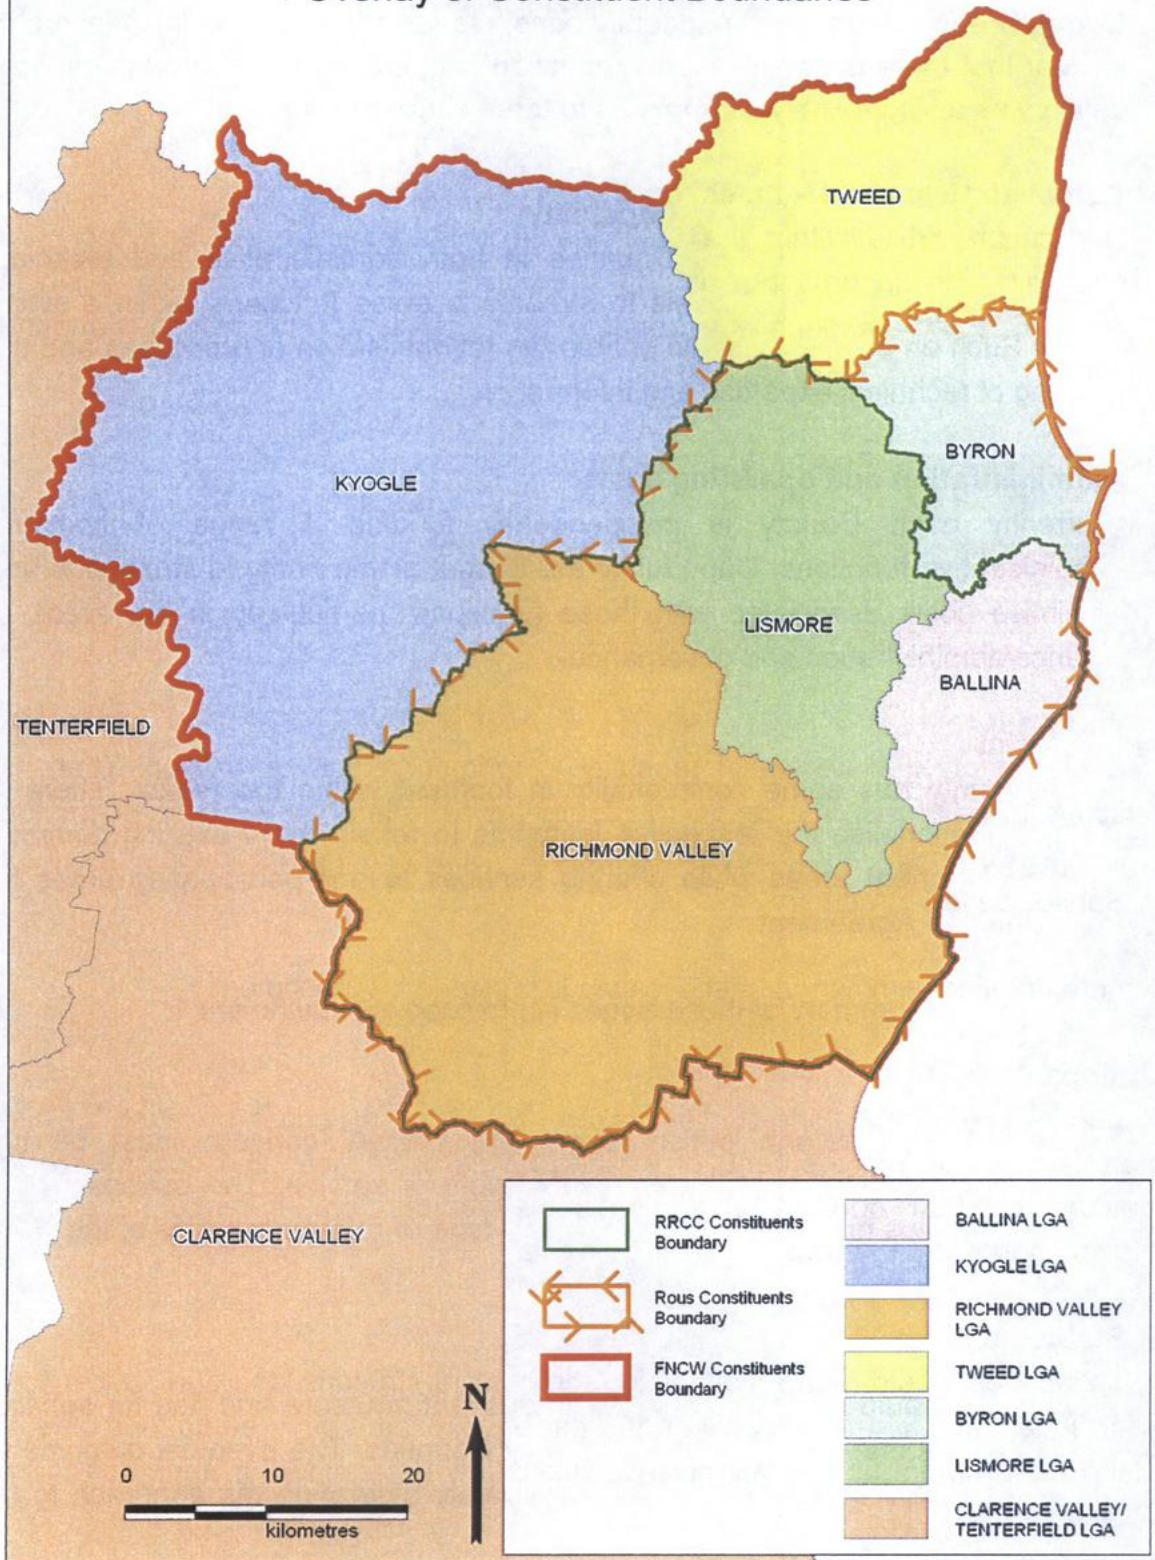 Overlay of Constituent Boundaries
TWEED
BYRON
KYOGLE
LISMORE
BALLINA
TENTERFIELD
RICHMOND VALLEY
CLARENCE VALLEY
RRCC Constituents
Boundary
Rous Constituents
Boundary
FNCW Constituents
Boundary
BALLINA LGA
KYOGLE LGA
RICHMOND VALLEY
LGA
TWEED LGA
BYRON LGA
LISMORE LGA
CLARENCE VALLEY/
TENTERFIELD LGA
N
0 10 20
kilometres